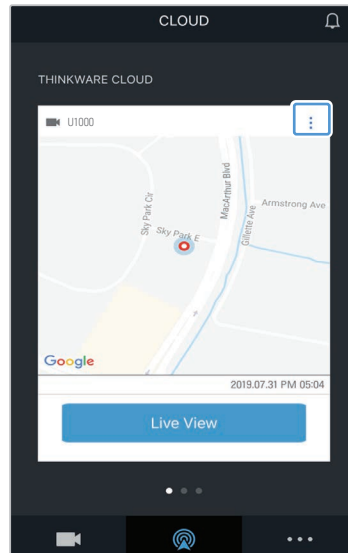 CLOUD
THINKWARE CLOUD
U1000
Sky Park Cir
MacArthur Blvd
Armstrong Ave
Gillette Ave
Sky Park E
Google
2019.07.31 PM 05:04
Live View